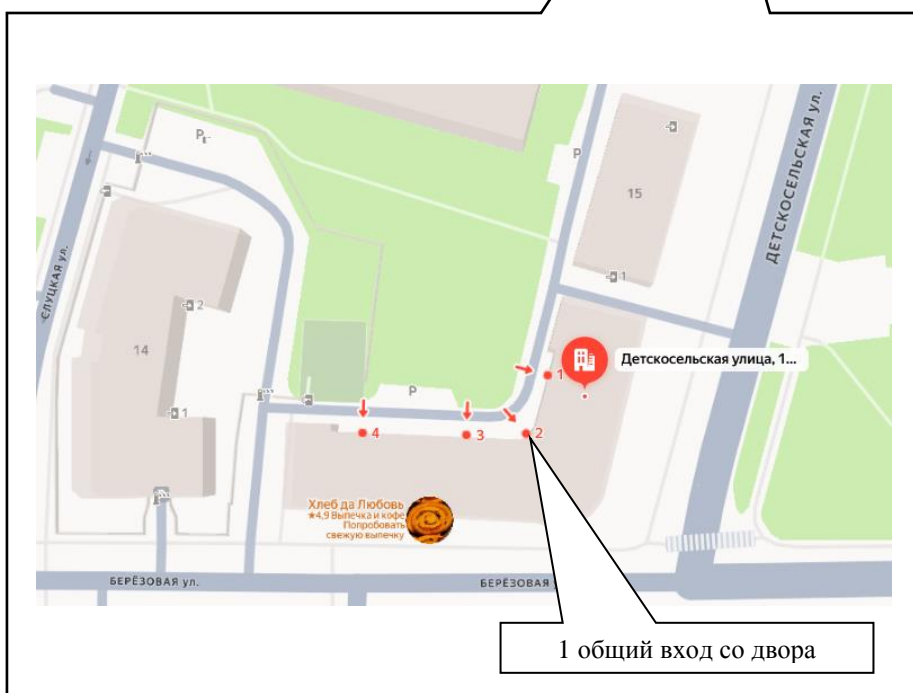 P
P
15
ДЕТСКОСЕЛЬСКАЯ УЛ.
СЛУЦКАЯ ул.
1
2
14
Детскосельская улица, 1...
1
P
1
4
3
2
Хлеб да Любовь
★4,9 Выпечка и кофе
Попробовать
свежую выпечку
БЕРЁЗОВАЯ ул.
БЕРЁЗОВАЯ
1 общий вход со двора